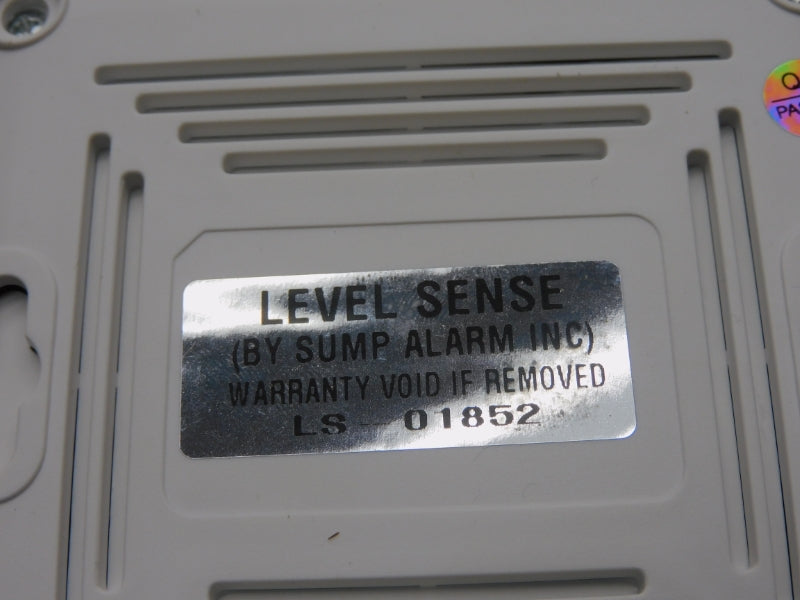 LEVEL SENSE
(BY SUMP ALARM INC)
WARRANTY VOID IF REMOVED
LS - 01852